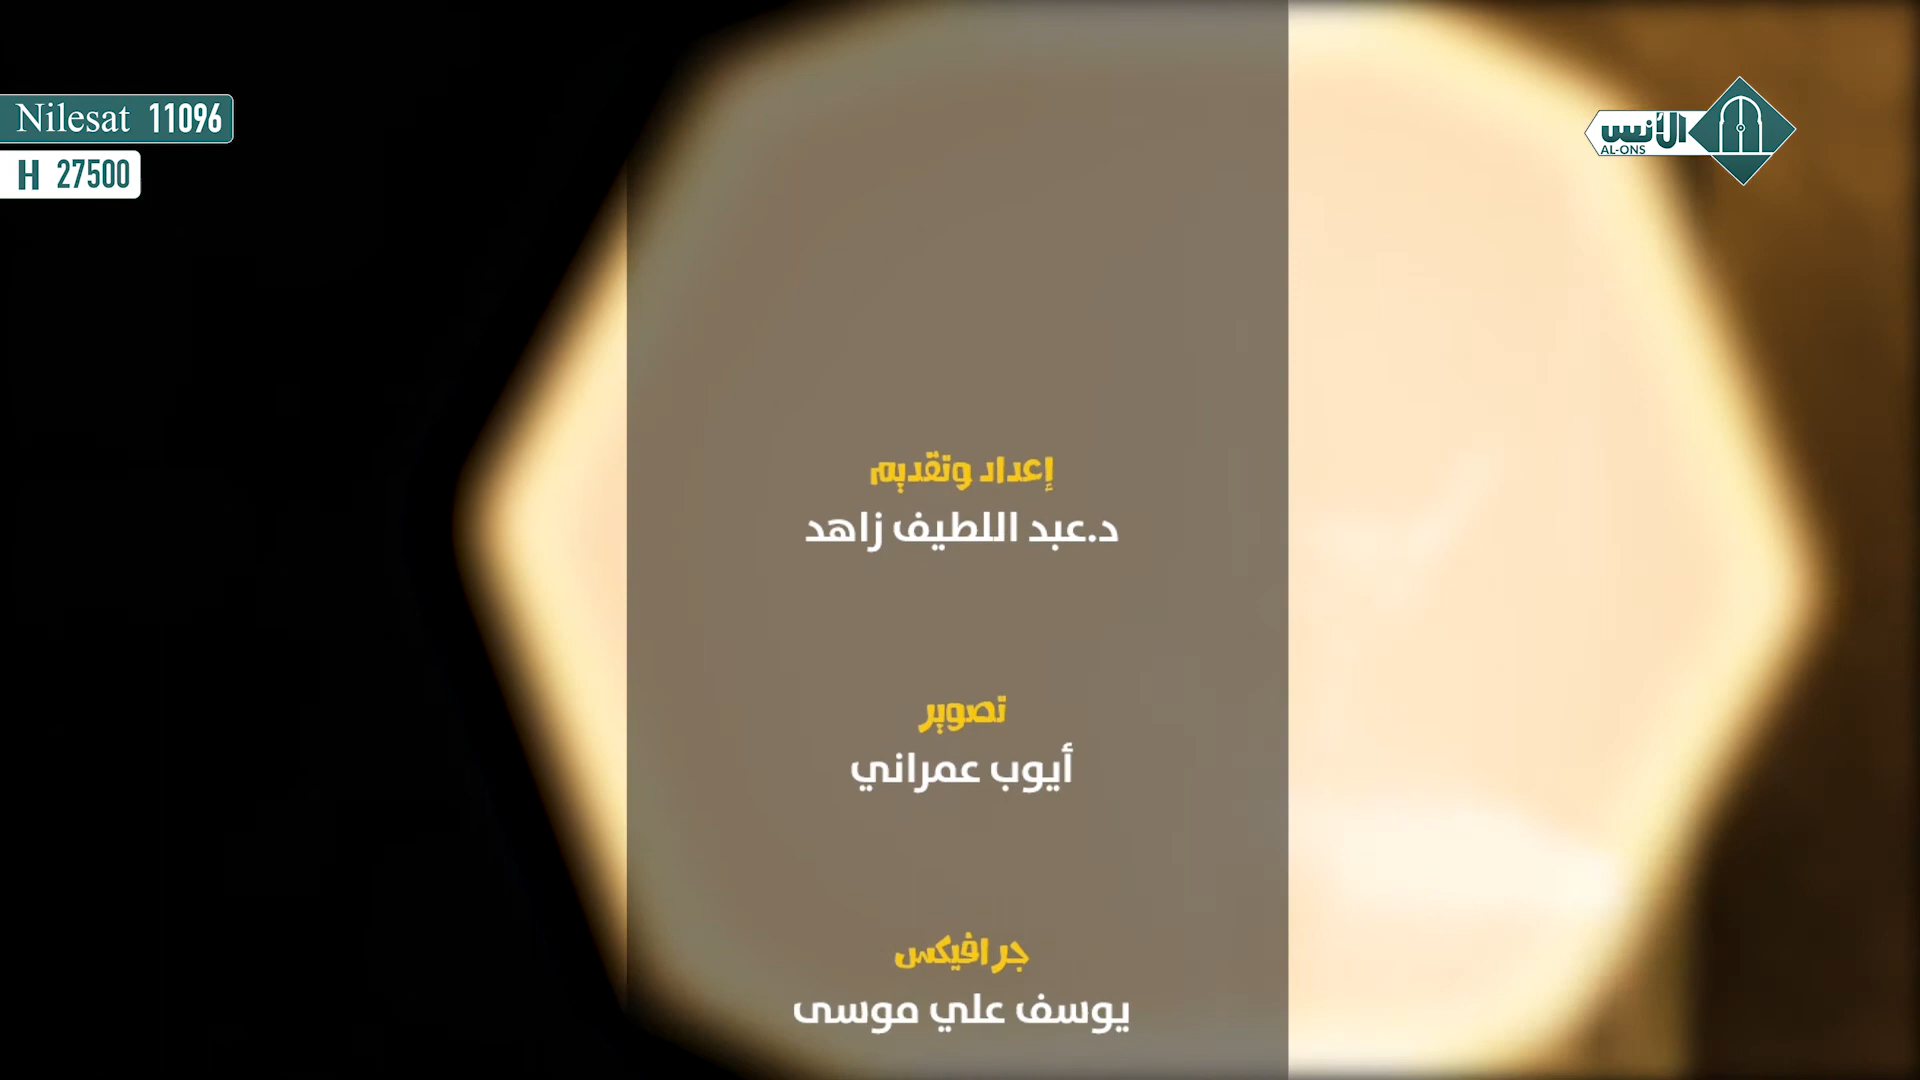 Nilesat 11096
H 27500
الأنس
AL-ONS
إعداد وتقديم
د.عبد اللطيف زاهد
تصوير
أيوب عمراني
جرافيكس
يوسف علي موسى